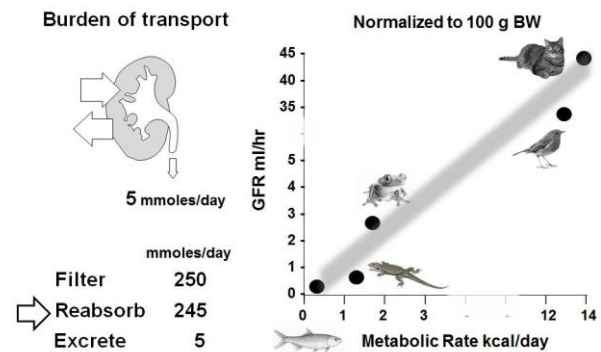 Burden of transport
5 mmoles/day
mmoles/day
Filter 250
Reabsorb 245
Excrete 5
Normalized to 100 g BW
GFR ml/hr
45
40
35
5
4
3
2
1
0
0 1 2 3 12 14
Metabolic Rate kcal/day